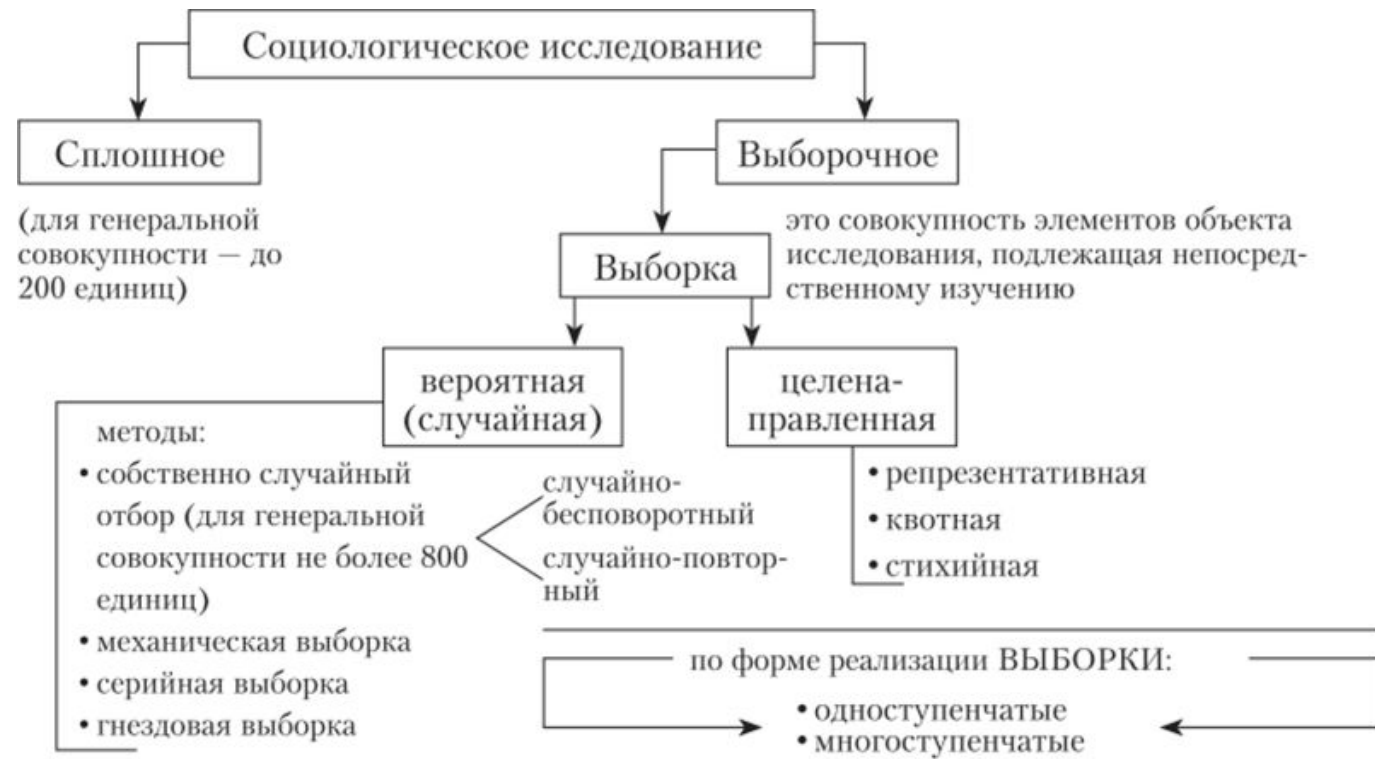 Социологическое исследование
Сплошное
(для генеральной
совокупности — до
200 единиц)
Выборочное
Выборка
это совокупность элементов объекта
исследования, подлежащая непосред-
ственному изучению
вероятная
(случайная)
методы:
• собственно случайный
отбор (для генеральной
совокупности не более 800
единиц)
• механическая выборка
• серийная выборка
• гнездовая выборка
случайно-
бесповоротный
случайно-повтор-
ный
целена-
правленная
• репрезентативная
• квотная
• стихийная
по форме реализации ВЫБОРКИ:
• одноступенчатые
• многоступенчатые